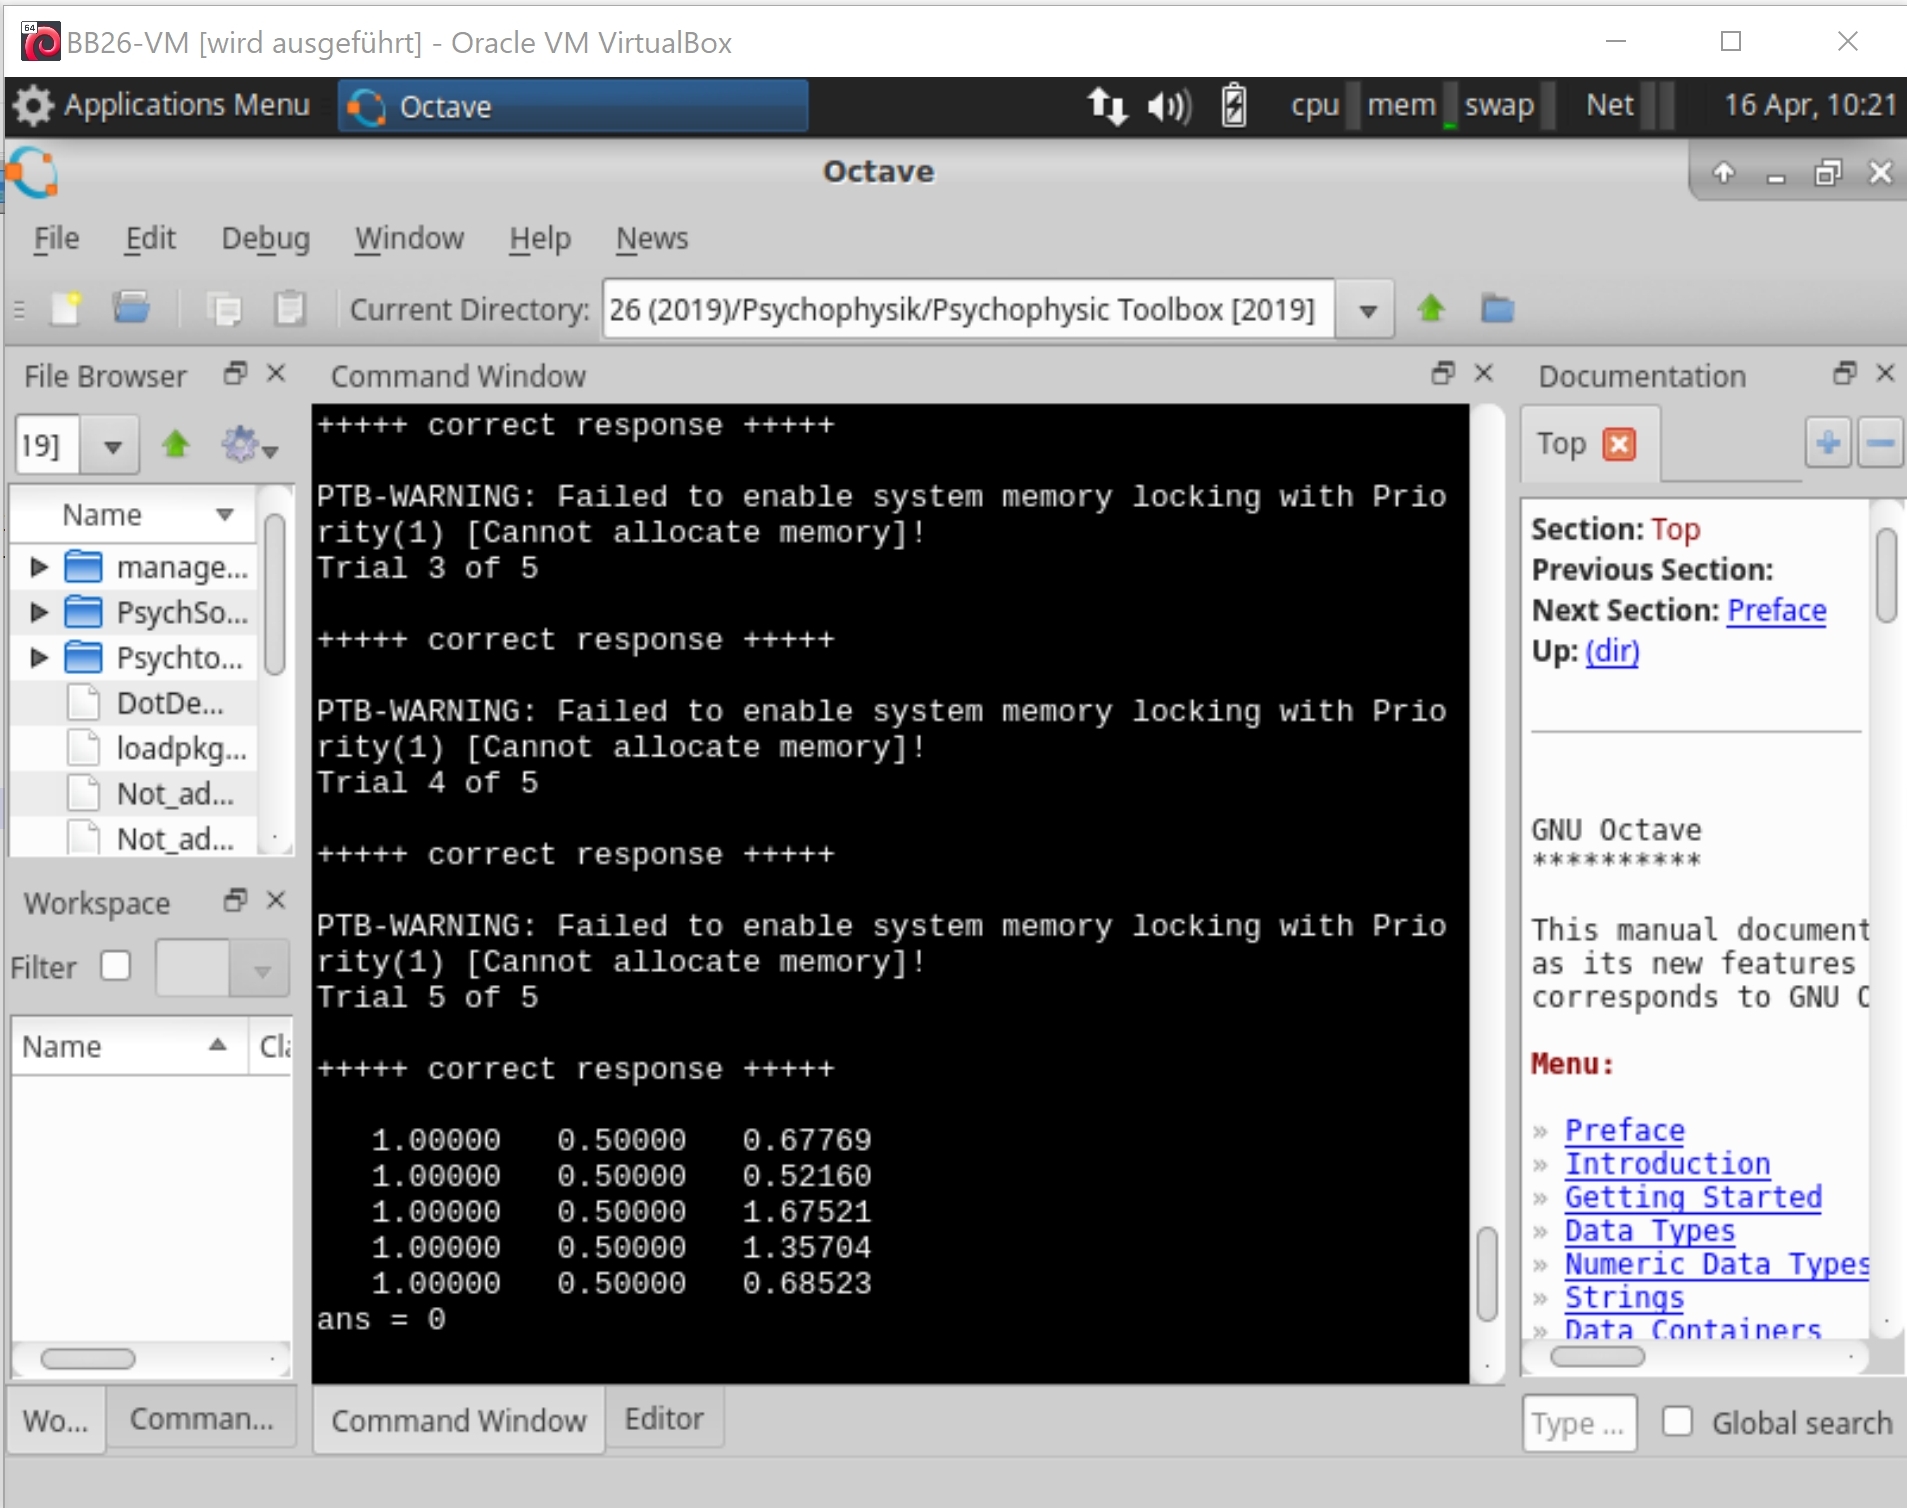 64
BB26-VM [wird ausgeführt] - Oracle VM VirtualBox
Applications Menu
Octave
cpu
mem
swap
Net
16 Apr, 10:21
Octave
File
Edit
Debug
Window
Help
News
Current Directory:
26 (2019)/Psychophysik/Psychophysic Toolbox [2019]
File Browser
19]
Name
manage...
PsychSo...
Psychto...
DotDe...
loadpkg...
Not_ad...
Not_ad...
Workspace
Filter
Name
Cla
Wo...
Comman...
Command Window
+++++ correct response +++++
PTB-WARNING: Failed to enable system memory locking with Prio
rity(1) [Cannot allocate memory]!
Trial 3 of 5
+++++ correct response +++++
PTB-WARNING: Failed to enable system memory locking with Prio
rity(1) [Cannot allocate memory]!
Trial 4 of 5
+++++ correct response +++++
PTB-WARNING: Failed to enable system memory locking with Prio
rity(1) [Cannot allocate memory]!
Trial 5 of 5
+++++ correct response +++++
1.00000 0.50000 0.67769
1.00000 0.50000 0.52160
1.00000 0.50000 1.67521
1.00000 0.50000 1.35704
1.00000 0.50000 0.68523
ans = 0
Command Window
Editor
Documentation
Top
Section: Top
Previous Section:
Next Section: Preface
Up: (dir)
GNU Octave
**********
This manual document
as its new features
corresponds to GNU O
Menu:
» Preface
» Introduction
» Getting Started
» Data Types
» Numeric Data Types
» Strings
» Data Containers
Type ...
Global search